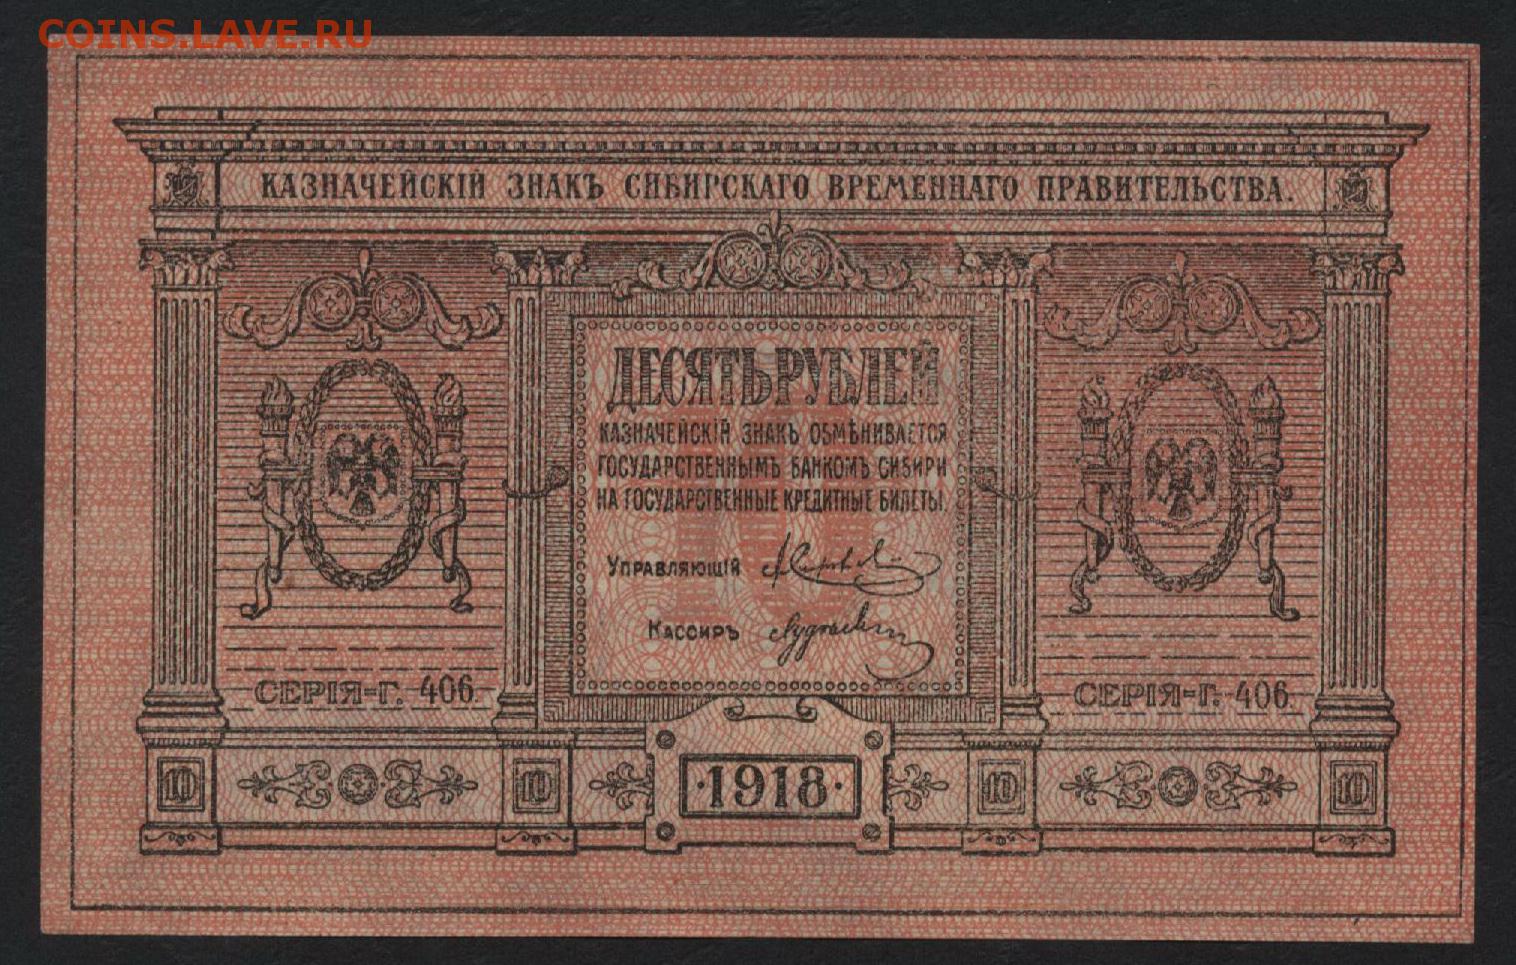 COINS.LAVE.RU
КАЗНАЧЕЙСКІЙ ЗНАКЪ СИБИРСКАГО ВРЕМЕННАГО ПРАВИТЕЛЬСТВА.
ДЕСЯТЬ РУБЛЕЙ
КАЗНАЧЕЙСКІЙ ЗНАКЪ ОБМѢНИВАЕТСЯ
ГОСУДАРСТВЕННЫМЪ БАНКОМЪ СИБИРИ
НА ГОСУДАРСТВЕННЫЕ КРЕДИТНЫЕ БИЛЕТЫ.
УПРАВЛЯЮЩІЙ
КАССИРЪ
СЕРІЯ-Г. 406.
СЕРІЯ-Г. 406.
10
10
·1918·
10
10
10